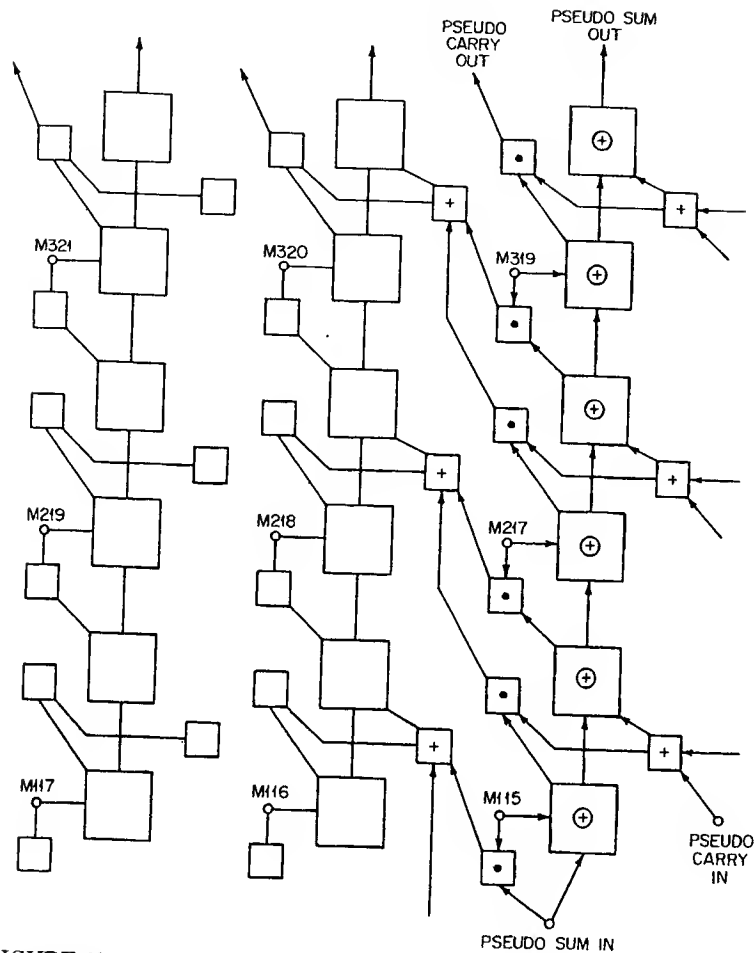 PSEUDO
CARRY
OUT
PSEUDO SUM
OUT
M321
M320
M319
M219
M218
M217
M117
M116
M115
PSEUDO
CARRY
IN
PSEUDO SUM IN